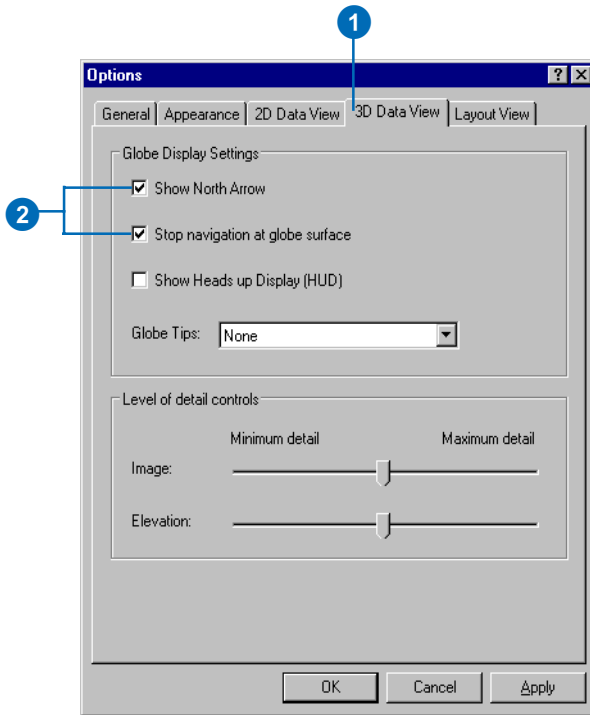 1
Options
General Appearance 2D Data View 3D Data View Layout View
Globe Display Settings
Show North Arrow
2
Stop navigation at globe surface
Show Heads up Display (HUD)
Globe Tips: None
Level of detail controls
Minimum detail Maximum detail
Image:
Elevation:
OK Cancel Apply